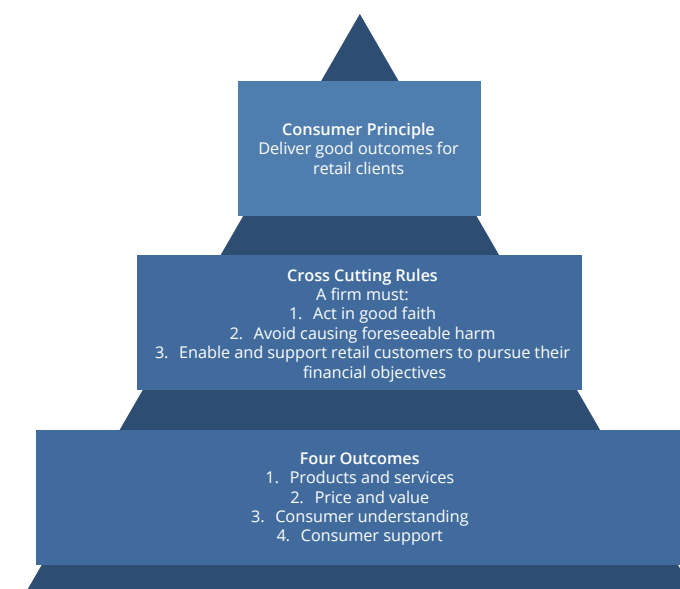 Consumer Principle
Deliver good outcomes for
retail clients
Cross Cutting Rules
A firm must:
1. Act in good faith
2. Avoid causing foreseeable harm
3. Enable and support retail customers to pursue their
financial objectives
Four Outcomes
1. Products and services
2. Price and value
3. Consumer understanding
4. Consumer support